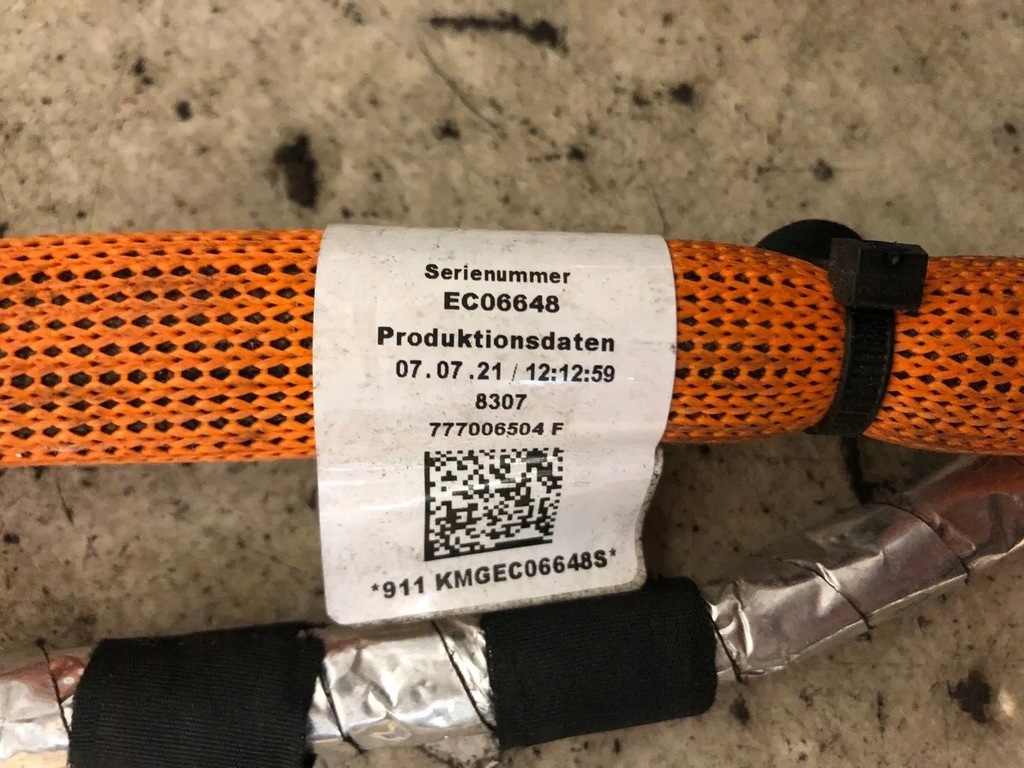 Serienummer
EC06648
Produktionsdaten
07.07.21 / 12:12:59
8307
777006504 F
*911 KMGEC06648S*